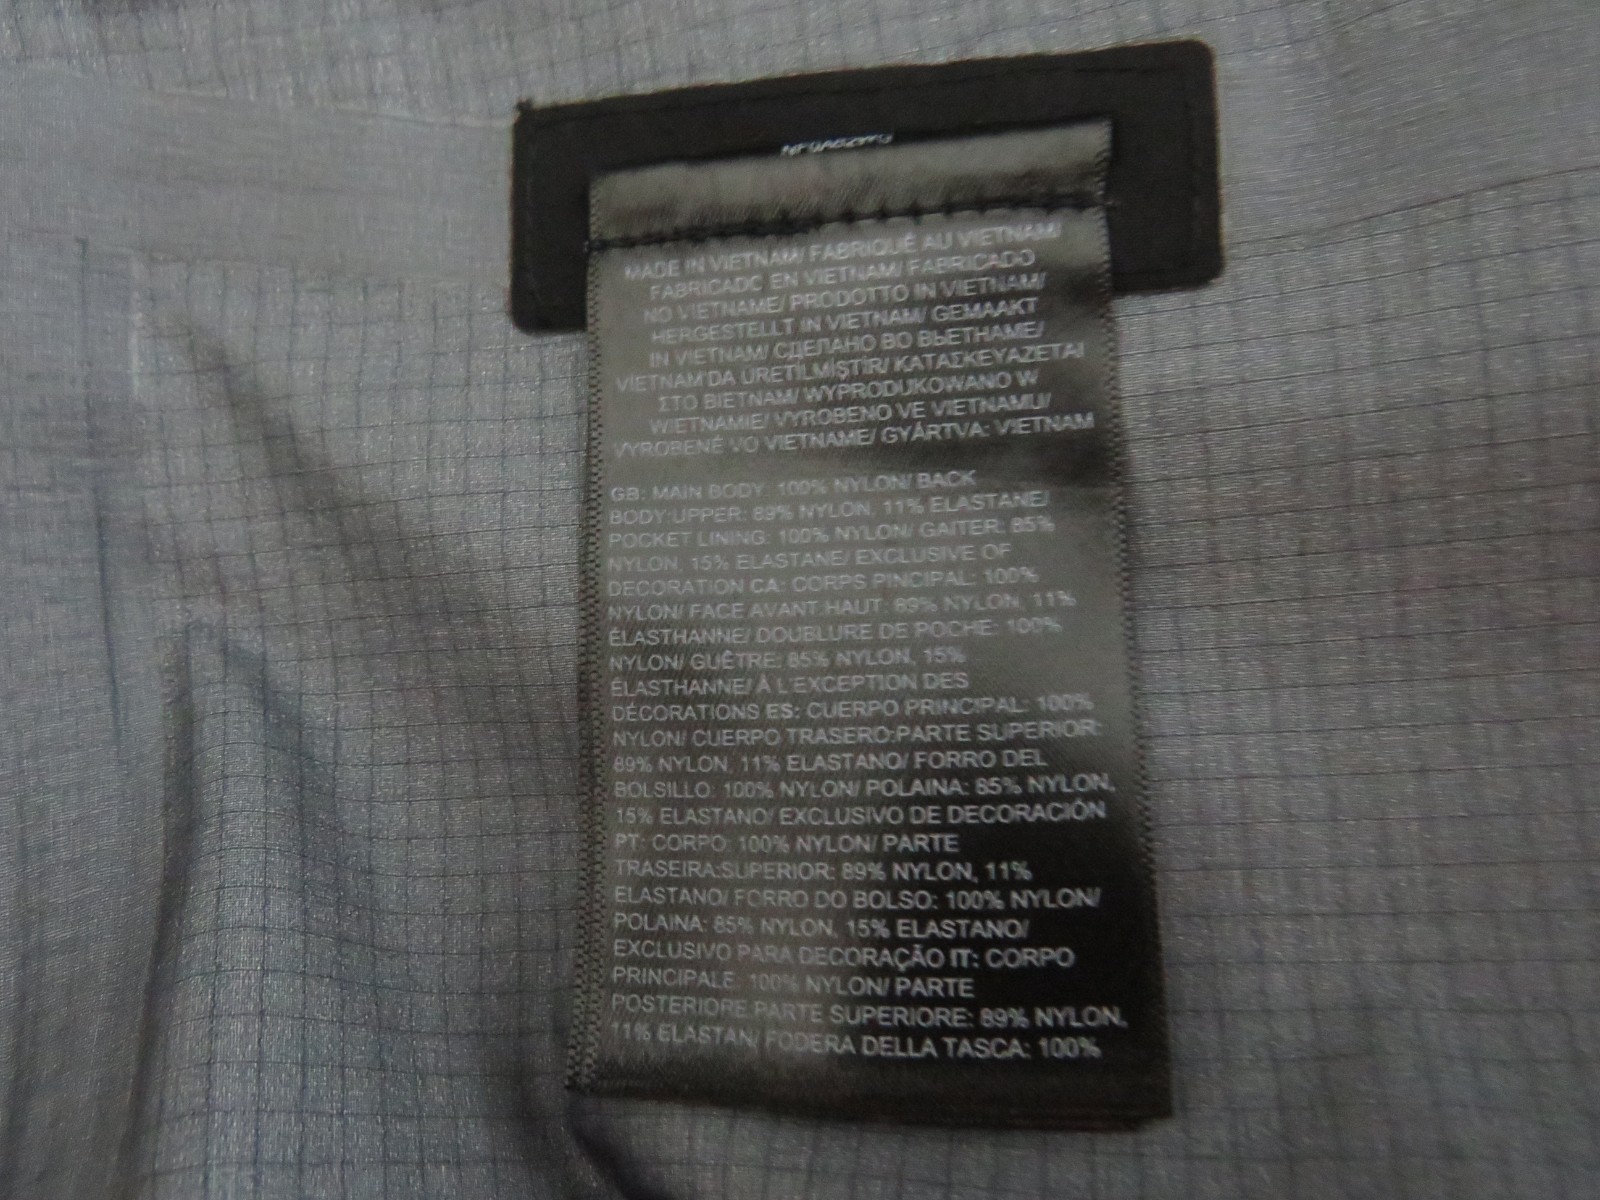 MADE IN VIETNAM/ FABRIQUÉ AU VIETNAM/
FABRICADO EN VIETNAM/ FABRICADO
NO VIETNAME/ PRODOTTO IN VIETNAM/
HERGESTELLT IN VIETNAM/ GEMAAKT
IN VIETNAM/ СДЕЛАНО ВО ВЬЕТНАМЕ/
VİETNAM'DA ÜRETİLMİŞTİR/ ΚΑΤΑΣΚΕΥΑΖΕΤΑΙ
ΣΤΟ ΒΙΕΤΝΑΜ/ WYPRODUKOWANO W
WIETNAMIE/ VYROBENO VE VIETNAMU/
VYROBENÉ VO VIETNAME/ GYÁRTVA: VIETNAM
GB: MAIN BODY: 100% NYLON/ BACK
BODY:UPPER: 89% NYLON, 11% ELASTANE/
POCKET LINING: 100% NYLON/ GAITER: 85%
NYLON, 15% ELASTANE/ EXCLUSIVE OF
DECORATION CA: CORPS PINCIPAL: 100%
NYLON/ FACE AVANT:HAUT: 89% NYLON, 11%
ÉLASTHANNE/ DOUBLURE DE POCHE: 100%
NYLON/ GUÊTRE: 85% NYLON, 15%
ÉLASTHANNE/ À L'EXCEPTION DES
DÉCORATIONS ES: CUERPO PRINCIPAL: 100%
NYLON/ CUERPO TRASERO:PARTE SUPERIOR:
89% NYLON, 11% ELASTANO/ FORRO DEL
BOLSILLO: 100% NYLON/ POLAINA: 85% NYLON,
15% ELASTANO/ EXCLUSIVO DE DECORACIÓN
PT: CORPO: 100% NYLON/ PARTE
TRASEIRA:SUPERIOR: 89% NYLON, 11%
ELASTANO/ FORRO DO BOLSO: 100% NYLON/
POLAINA: 85% NYLON, 15% ELASTANO/
EXCLUSIVO PARA DECORAÇÃO IT: CORPO
PRINCIPALE: 100% NYLON/ PARTE
POSTERIORE:PARTE SUPERIORE: 89% NYLON,
11% ELASTAN/ FODERA DELLA TASCA: 100%